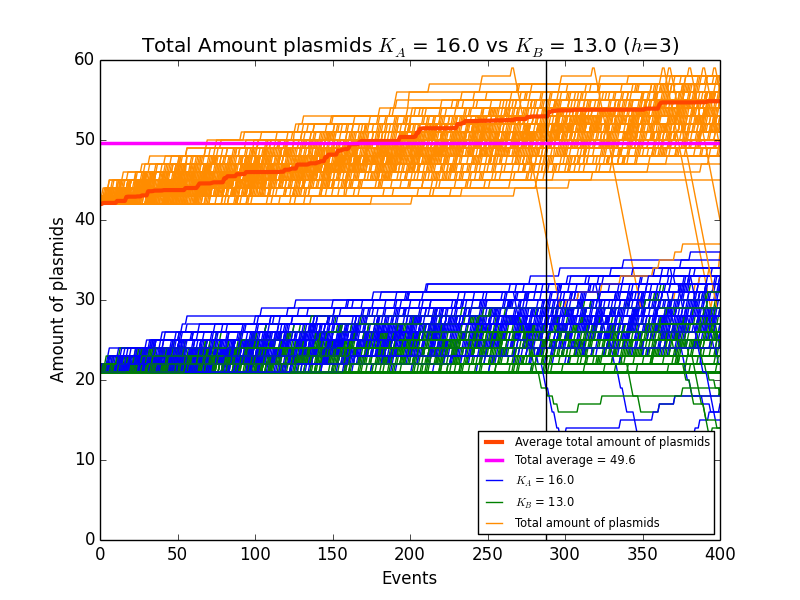 Total Amount plasmids K_A = 16.0 vs K_B = 13.0 (h=3)
60
50
40
30
20
10
0
Amount of plasmids
Average total amount of plasmids
Total average = 49.6
K_A = 16.0
K_B = 13.0
Total amount of plasmids
0 50 100 150 200 250 300 350 400
Events